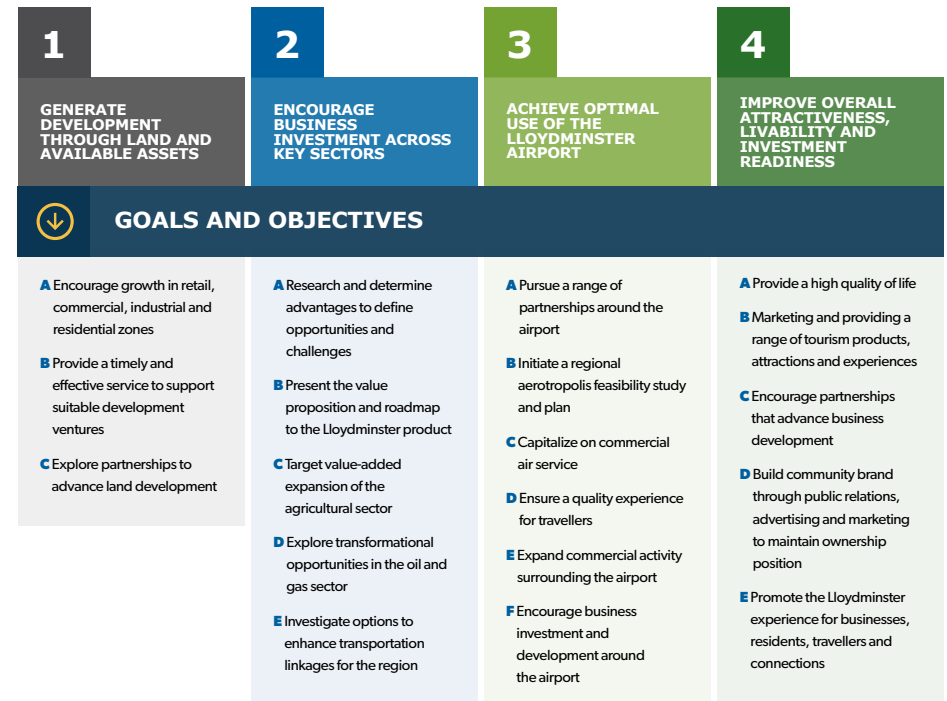 1
GENERATE
DEVELOPMENT
THROUGH LAND AND
AVAILABLE ASSETS
2
ENCOURAGE
BUSINESS
INVESTMENT ACROSS
KEY SECTORS
3
ACHIEVE OPTIMAL
USE OF THE
LLOYDMINSTER
AIRPORT
4
IMPROVE OVERALL
ATTRACTIVENESS,
LIVABILITY AND
INVESTMENT
READINESS
GOALS AND OBJECTIVES
A Encourage growth in retail,
commercial, industrial and
residential zones
B Provide a timely and
effective service to support
suitable development
ventures
C Explore partnerships to
advance land development
A Research and determine
advantages to define
opportunities and
challenges
B Present the value
proposition and roadmap
to the Lloydminster product
C Target value-added
expansion of the
agricultural sector
D Explore transformational
opportunities in the oil and
gas sector
E Investigate options to
enhance transportation
linkages for the region
A Pursue a range of
partnerships around the
airport
B Initiate a regional
aerotropolis feasibility study
and plan
C Capitalize on commercial
air service
D Ensure a quality experience
for travellers
E Expand commercial activity
surrounding the airport
F Encourage business
investment and
development around
the airport
A Provide a high quality of life
B Marketing and providing a
range of tourism products,
attractions and experiences
C Encourage partnerships
that advance business
development
D Build community brand
through public relations,
advertising and marketing
to maintain ownership
position
E Promote the Lloydminster
experience for businesses,
residents, travellers and
connections